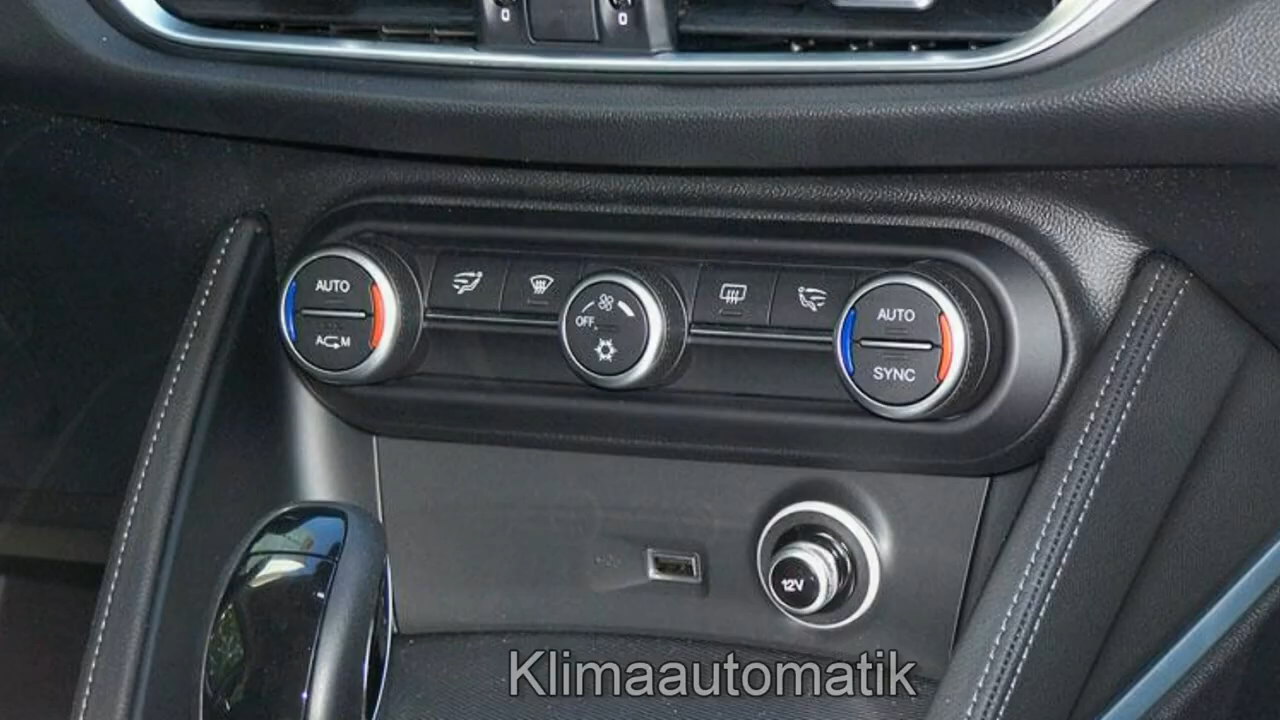 AUTO
A M
OFF
AUTO
SYNC
12V
Klimaautomatik